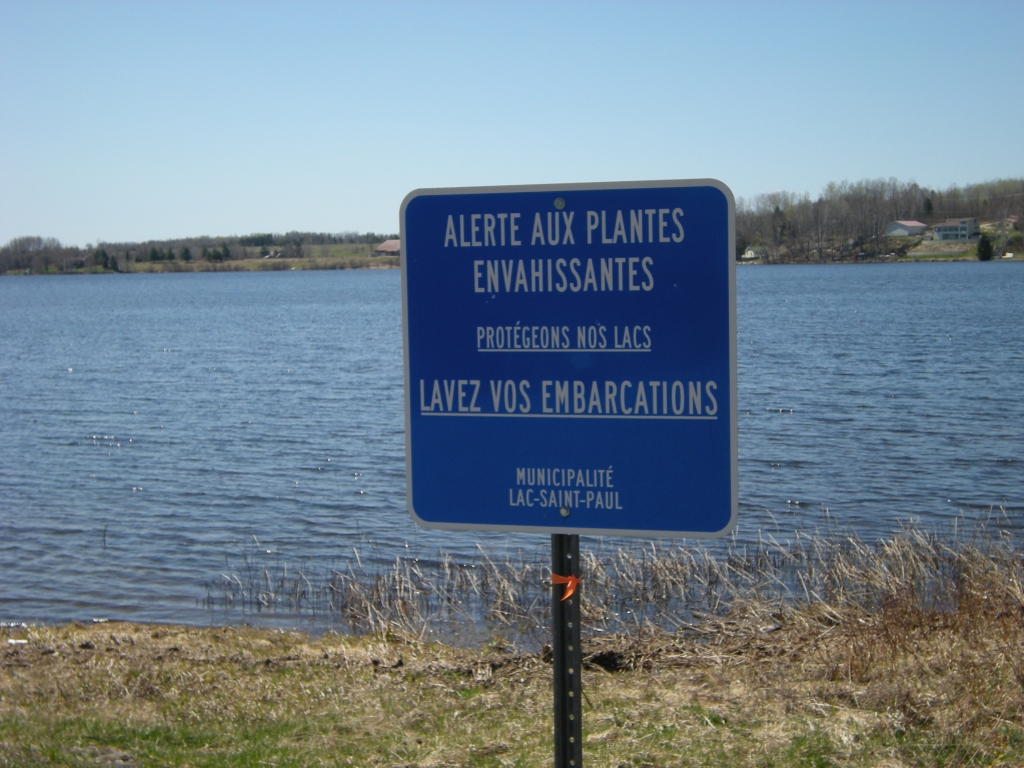 ALERTE AUX PLANTES
ENVAHISSANTES
PROTÉGEONS NOS LACS
LAVEZ VOS EMBARCATIONS
MUNICIPALITÉ
LAC-SAINT-PAUL